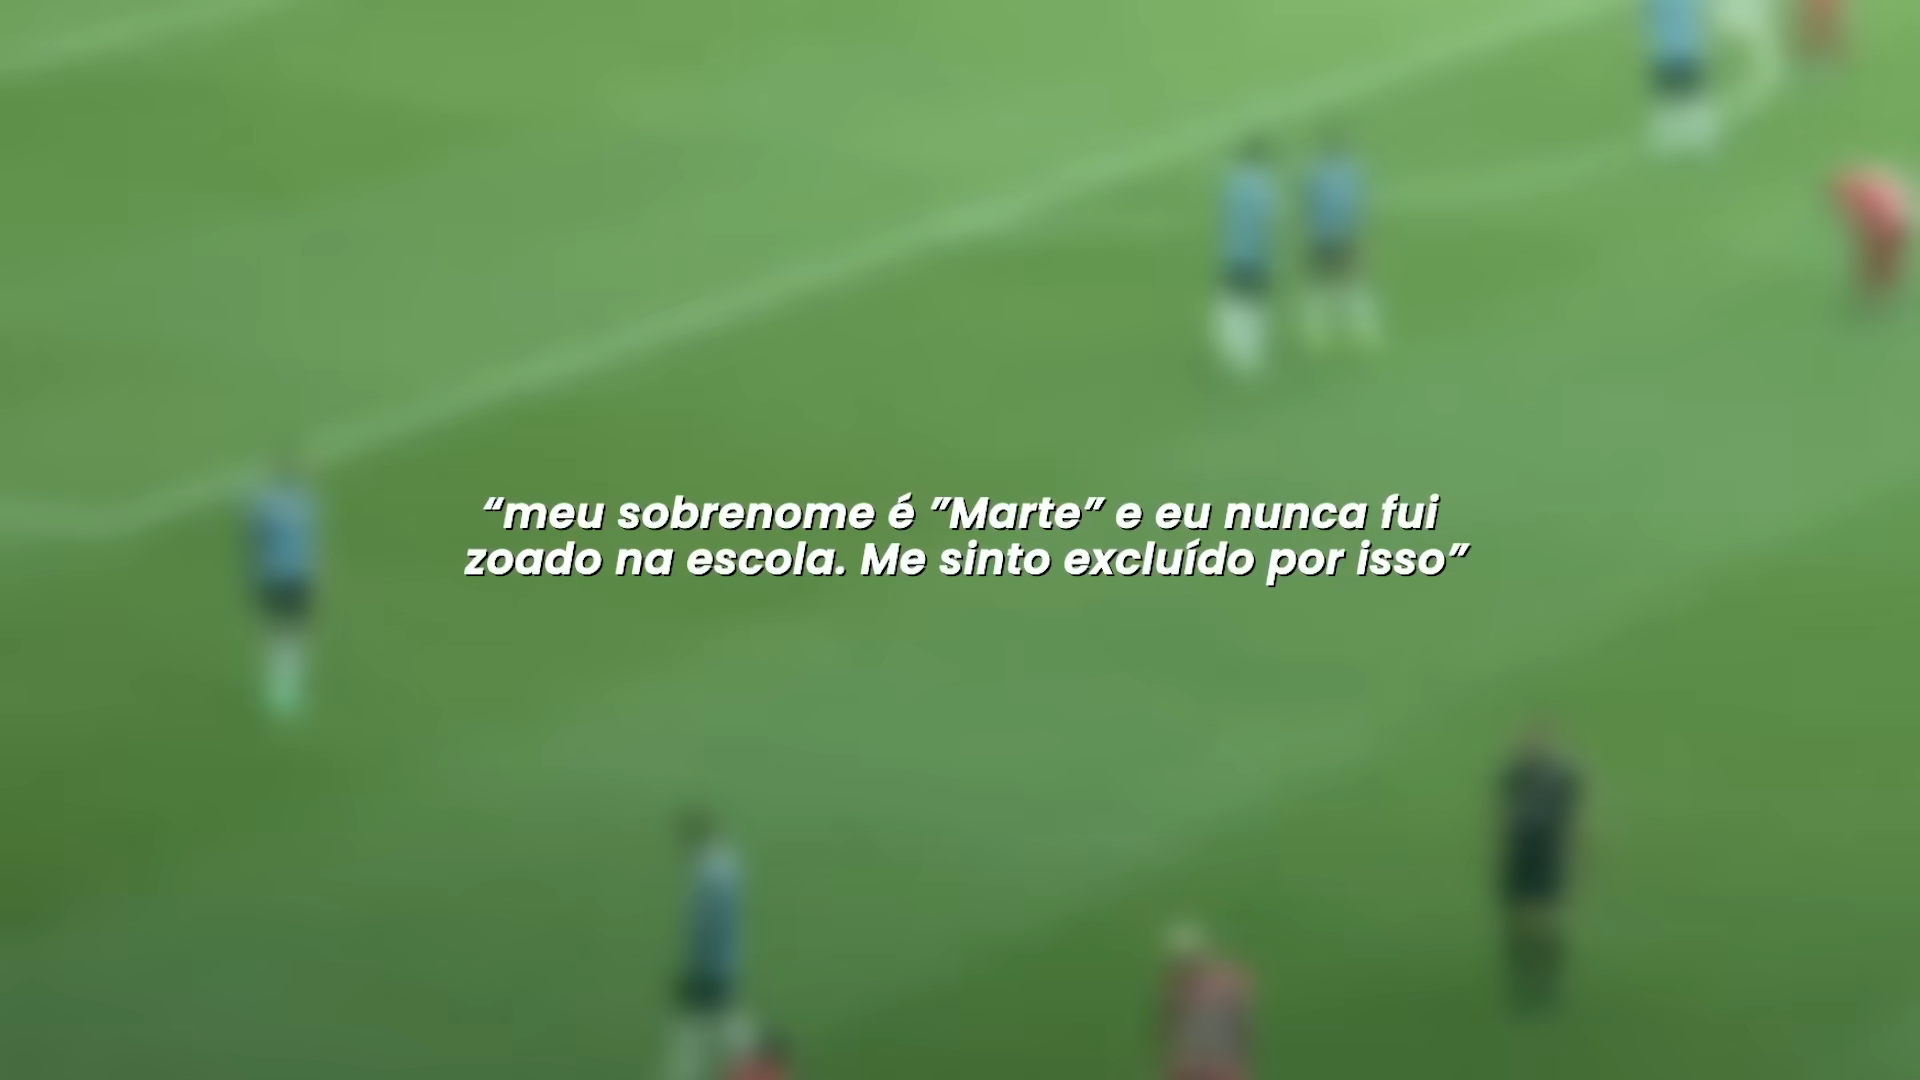 “meu sobrenome é ”Marte” e eu nunca fui
zoado na escola. Me sinto excluído por isso”